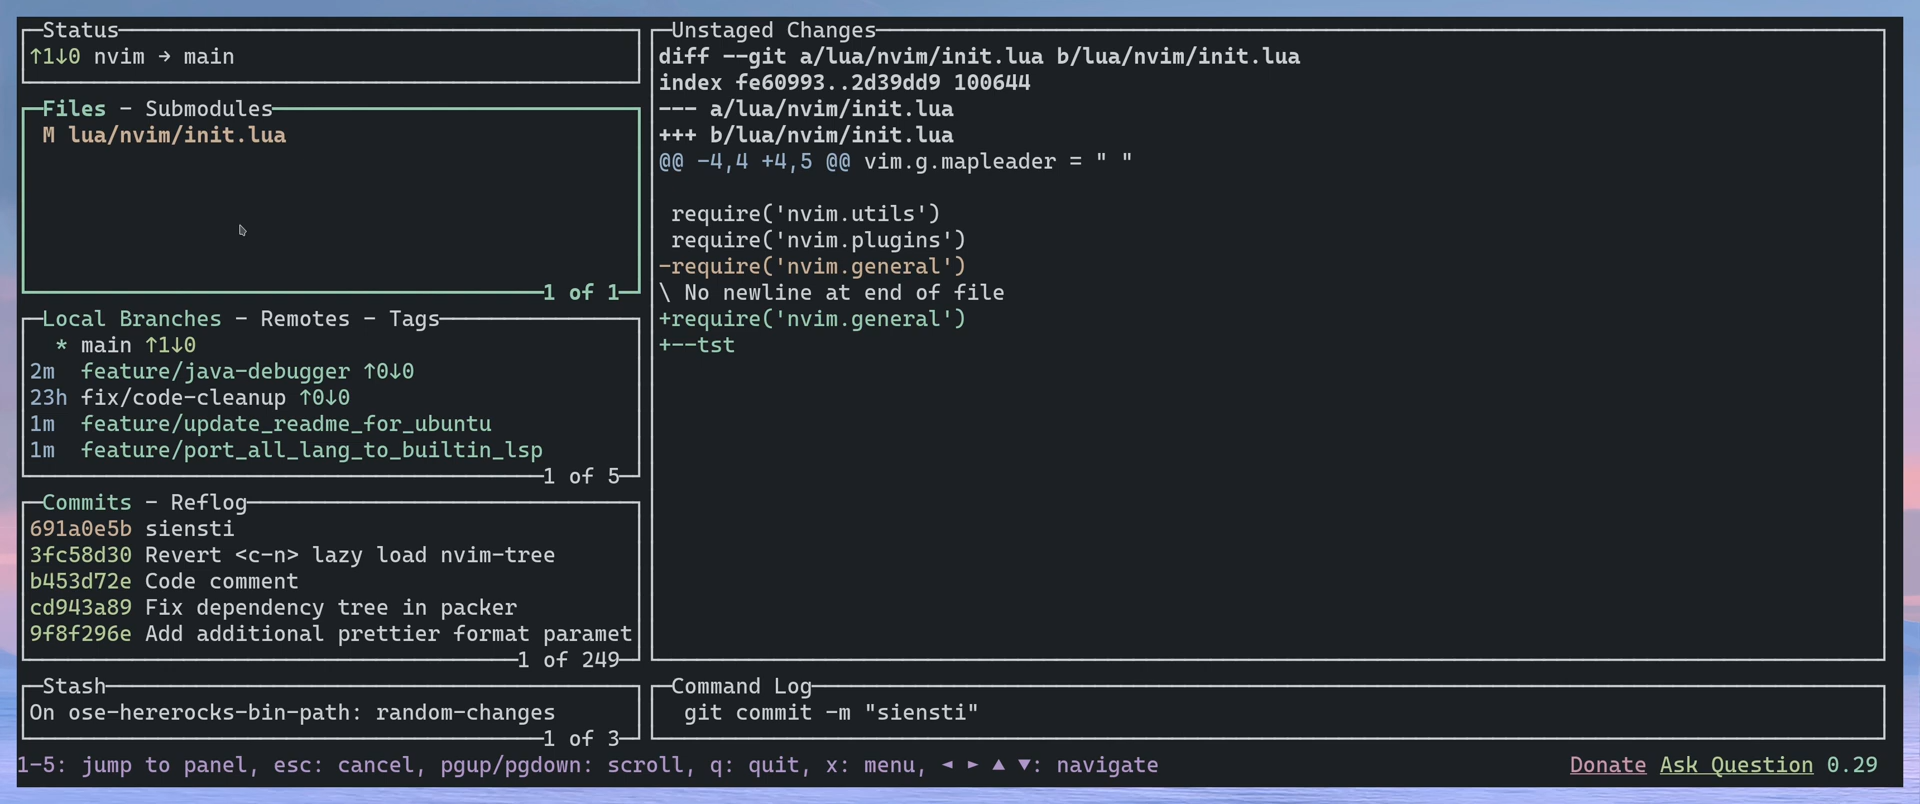 Status
↑1↓0 nvim → main
Files - Submodules
M lua/nvim/init.lua
1 of 1
Local Branches - Remotes - Tags
* main ↑1↓0
2m feature/java-debugger ↑0↓0
23h fix/code-cleanup ↑0↓0
1m feature/update_readme_for_ubuntu
1m feature/port_all_lang_to_builtin_lsp
1 of 5
Commits - Reflog
691a0e5b siensti
3fc58d30 Revert <c-n> lazy load nvim-tree
b453d72e Code comment
cd943a89 Fix dependency tree in packer
9f8f296e Add additional prettier format paramet
1 of 249
Stash
On ose-hererocks-bin-path: random-changes
1 of 3
Unstaged Changes
diff --git a/lua/nvim/init.lua b/lua/nvim/init.lua
index fe60993..2d39dd9 100644
--- a/lua/nvim/init.lua
+++ b/lua/nvim/init.lua
@@ -4,4 +4,5 @@ vim.g.mapleader = " "
require('nvim.utils')
require('nvim.plugins')
-require('nvim.general')
\ No newline at end of file
+require('nvim.general')
+--tst
Command Log
git commit -m "siensti"
1-5: jump to panel, esc: cancel, pgup/pgdown: scroll, q: quit, x: menu, ◄ ► ▲ ▼: navigate
Donate Ask Question 0.29